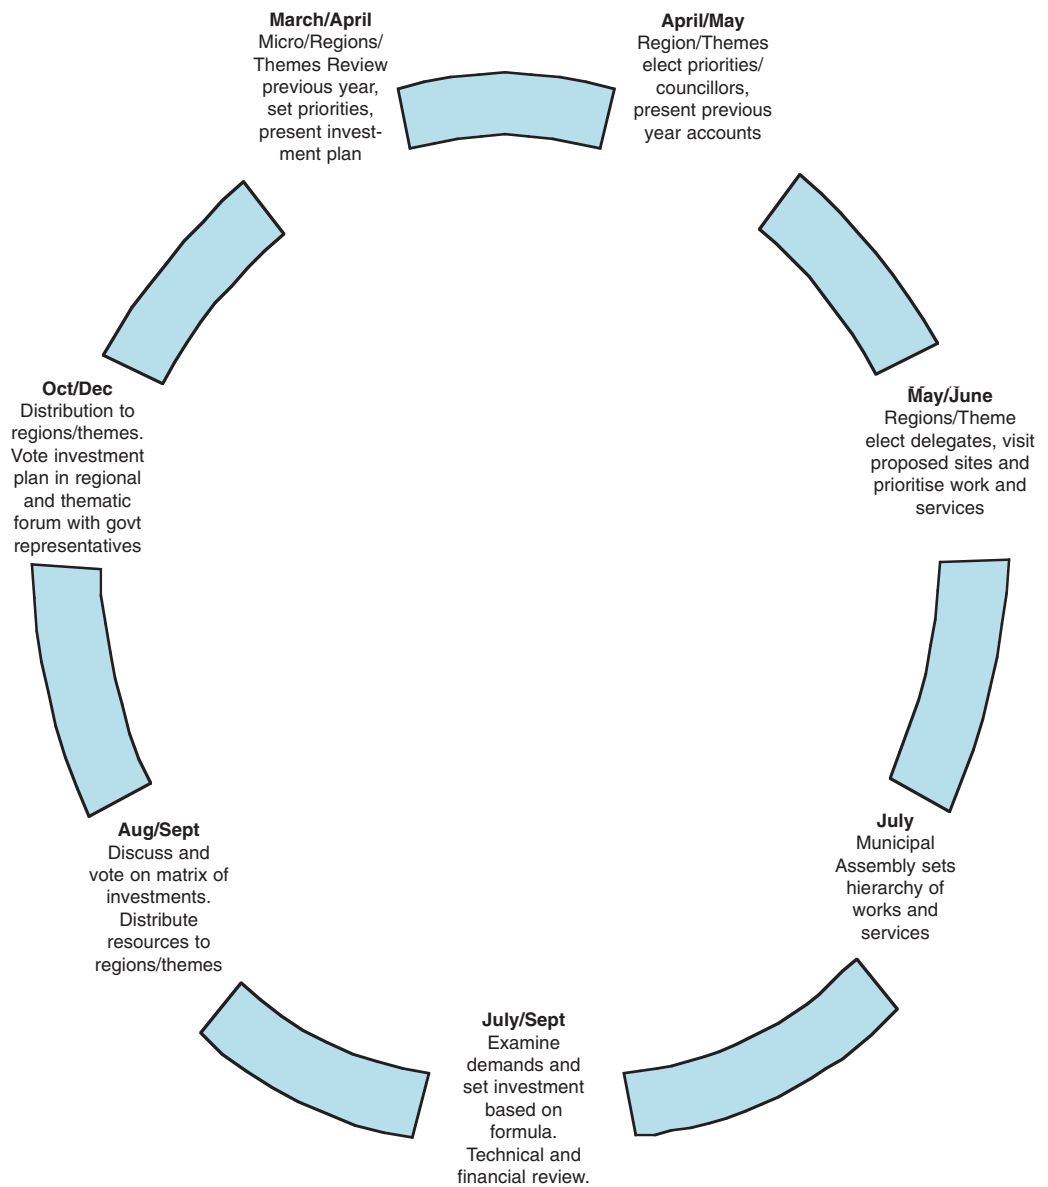 March/April
Micro/Regions/
Themes Review
previous year,
set priorities,
present invest-
ment plan
April/May
Region/Themes
elect priorities/
councillors,
present previous
year accounts
May/June
Regions/Theme
elect delegates, visit
proposed sites and
prioritise work and
services
July
Municipal
Assembly sets
hierarchy of
works and
services
July/Sept
Examine
demands and
set investment
based on
formula.
Technical and
financial review.
Aug/Sept
Discuss and
vote on matrix of
investments.
Distribute
resources to
regions/themes
Oct/Dec
Distribution to
regions/themes.
Vote investment
plan in regional
and thematic
forum with govt
representatives